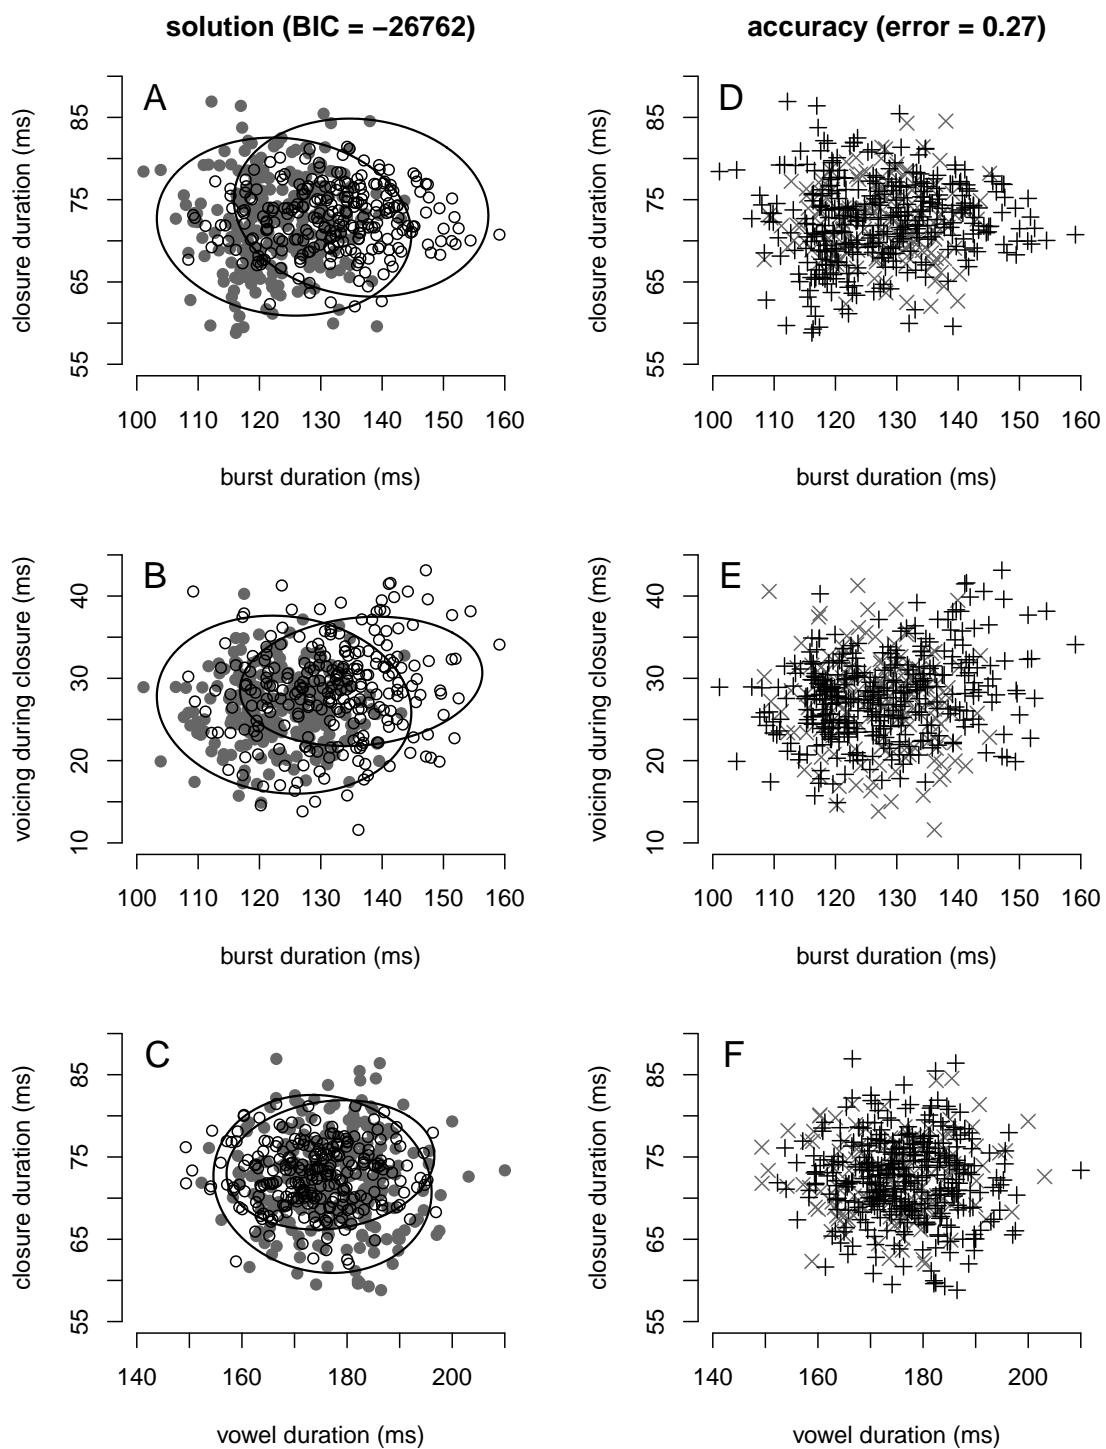 solution (BIC = −26762)
accuracy (error = 0.27)
A
closure duration (ms)
85
75
65
55
100 110 120 130 140 150 160
burst duration (ms)
D
closure duration (ms)
85
75
65
55
100 110 120 130 140 150 160
burst duration (ms)
B
voicing during closure (ms)
40
30
20
10
100 110 120 130 140 150 160
burst duration (ms)
E
voicing during closure (ms)
40
30
20
10
100 110 120 130 140 150 160
burst duration (ms)
C
closure duration (ms)
85
75
65
55
140 160 180 200
vowel duration (ms)
F
closure duration (ms)
85
75
65
55
140 160 180 200
vowel duration (ms)